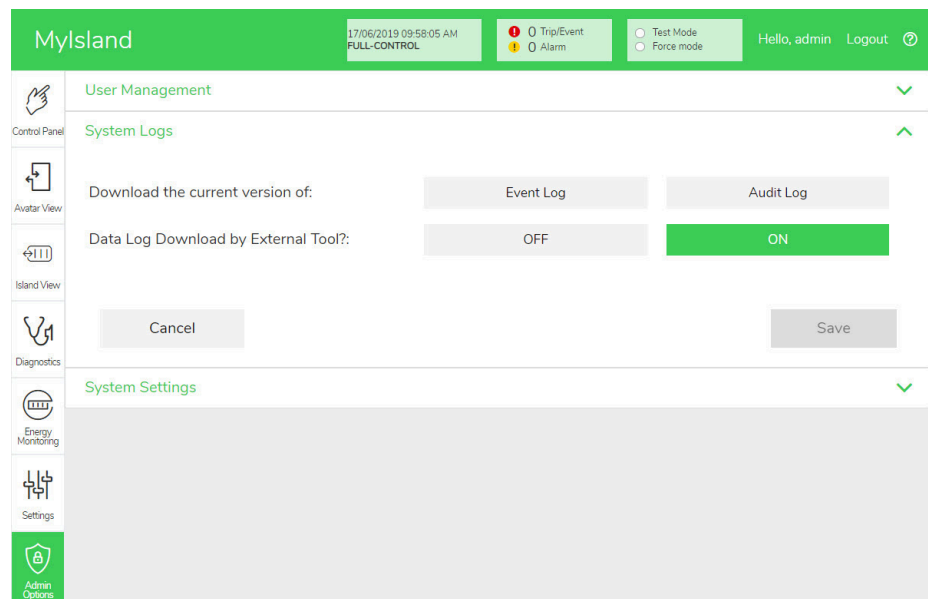 MyIsland
17/06/2019 09:58:05 AM
FULL-CONTROL
0 Trip/Event
0 Alarm
Test Mode
Force mode
Hello, admin
Logout
?
Control Panel
Avatar View
Island View
Diagnostics
Energy
Monitoring
Settings
Admin
Options
User Management
System Logs
Download the current version of:
Event Log
Audit Log
Data Log Download by External Tool?:
OFF
ON
Cancel
Save
System Settings